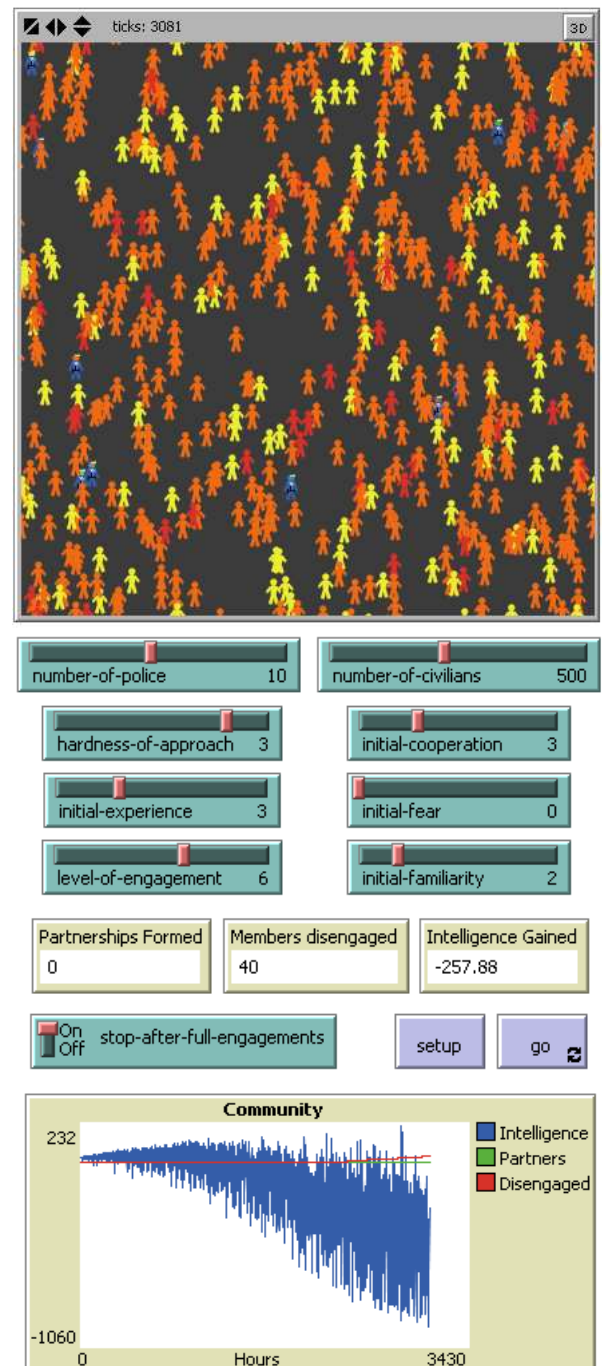 ticks: 3081 3D
number-of-police 10 number-of-civilians 500
hardness-of-approach 3 initial-cooperation 3
initial-experience 3 initial-fear 0
level-of-engagement 6 initial-familiarity 2
Partnerships Formed Members disengaged Intelligence Gained
0 40 -257.88
On
Off stop-after-full-engagements setup go
Community
232
Intelligence
Partners
Disengaged
-1060
0 Hours 3430